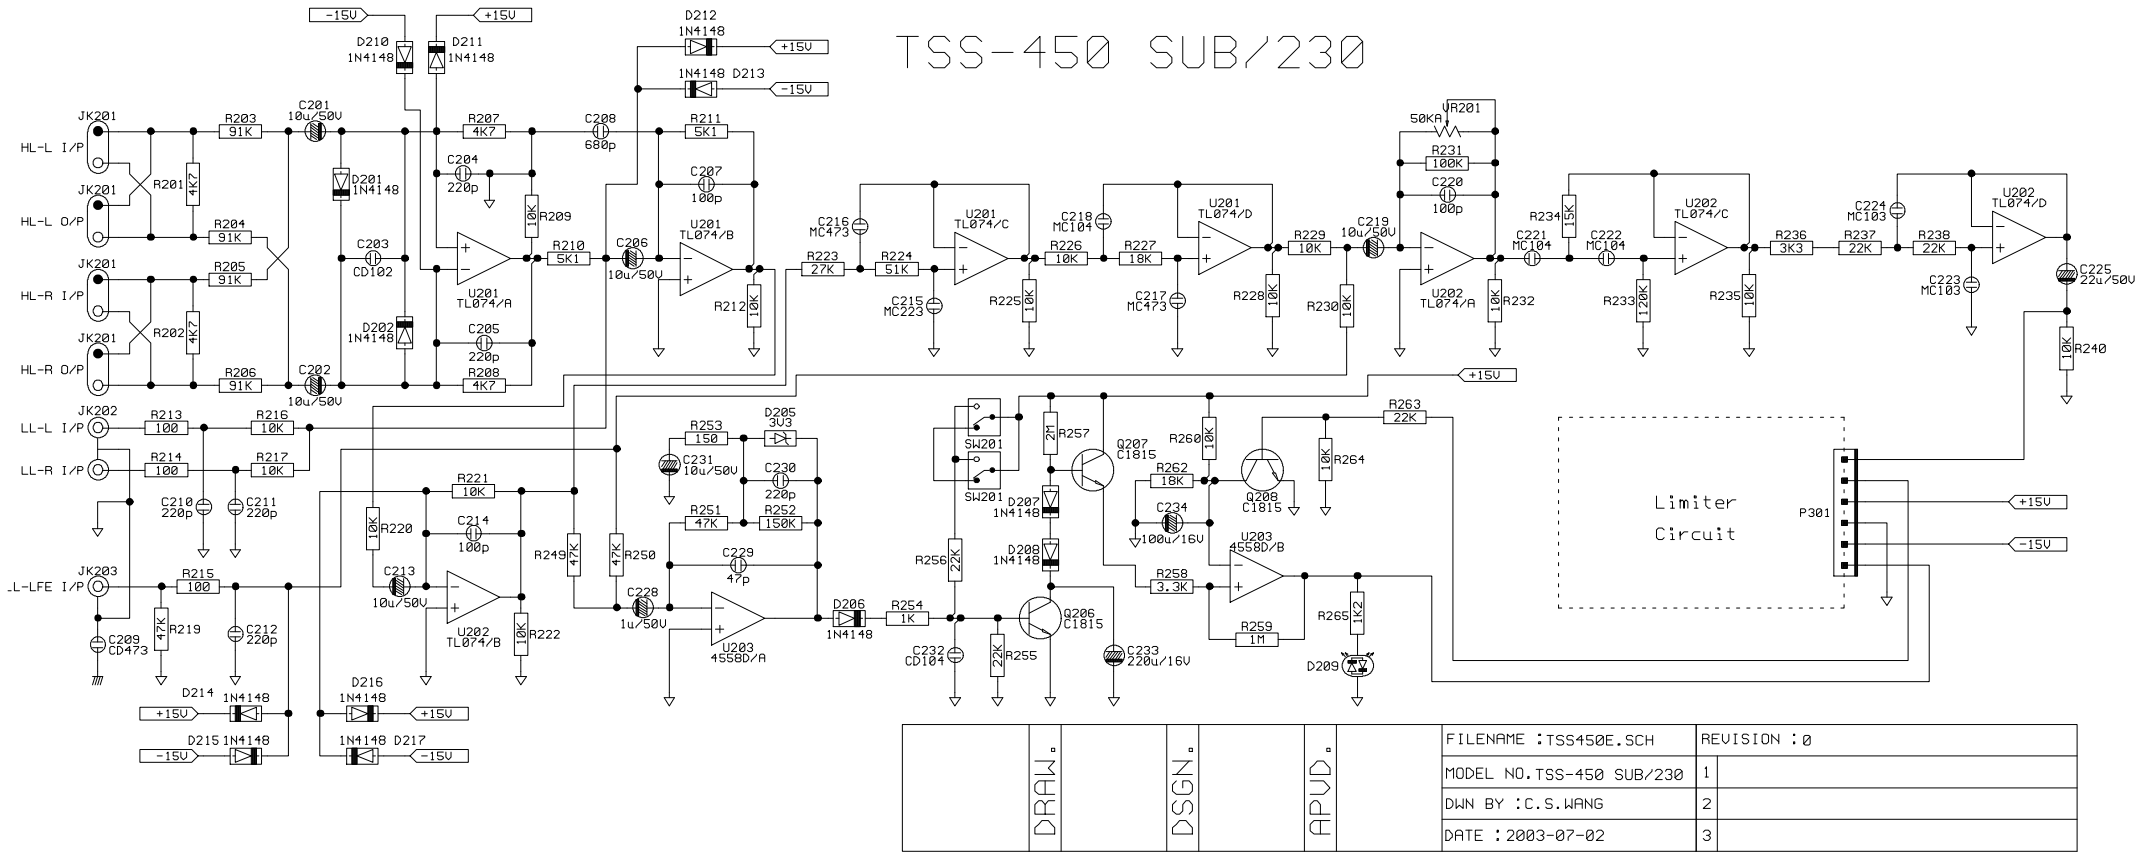 TSS-450 SUB/230
-15V
+15V
D210
1N4148
D211
1N4148
D212
1N4148
+15V
1N4148 D213
-15V
JK201
HL-L I/P
JK201
HL-L O/P
JK201
HL-R I/P
JK201
HL-R O/P
R201
4K7
R202
4K7
R203
91K
R204
91K
R205
91K
R206
91K
C201
10u/50V
C202
10u/50V
D201
1N4148
C203
CD102
D202
1N4148
R207
4K7
C204
220p
U201
TL074/A
C205
220p
R208
4K7
R209
10K
R210
5K1
C208
680p
C206
10u/50V
R211
5K1
C207
100p
U201
TL074/B
R212
10K
R223
27K
C216
MC473
R224
51K
C215
MC223
U201
TL074/C
R225
10K
R226
10K
C218
MC104
R227
18K
C217
MC473
U201
TL074/D
R228
10K
R229
10K
R230
10K
C219
10u/50V
VR201
50KA
R231
100K
C220
100p
U202
TL074/A
R232
10K
C221
MC104
R234
15K
C222
MC104
R233
120K
U202
TL074/C
R235
10K
R236
3K3
R237
22K
C224
MC103
R238
22K
C223
MC103
U202
TL074/D
C225
22u/50V
R240
10K
+15V
JK202
LL-L I/P
LL-R I/P
R213
100
R214
100
R216
10K
R217
10K
C210
220p
C211
220p
JK203
L-LFE I/P
R215
100
R219
47K
C212
220p
C209
CD473
D214
1N4148
+15V
D215 1N4148
-15V
D216
1N4148
+15V
1N4148 D217
-15V
R220
10K
C213
10u/50V
R221
10K
C214
100p
U202
TL074/B
R222
10K
R249
47K
R250
47K
C228
1u/50V
R253
150
C231
10u/50V
D205
3V3
C230
220p
R251
47K
R252
150K
C229
47p
U203
4558D/A
D206
1N4148
R254
1K
R256
22K
C232
CD104
R255
22K
SW201
SW201
R257
2M
D207
1N4148
D208
1N4148
Q206
C1815
Q207
C1815
C233
220u/16V
R258
3.3K
R259
1M
R260
10K
R262
18K
C234
100u/16V
U203
4558D/B
Q208
C1815
R264
10K
R263
22K
R265
1K2
D209
Limiter
Circuit
P301
+15V
-15V
DRAW.
DSGN.
APVD.
FILENAME :TSS450E.SCH
REVISION :0
MODEL NO.TSS-450 SUB/230
1
DWN BY :C.S.WANG
2
DATE :2003-07-02
3